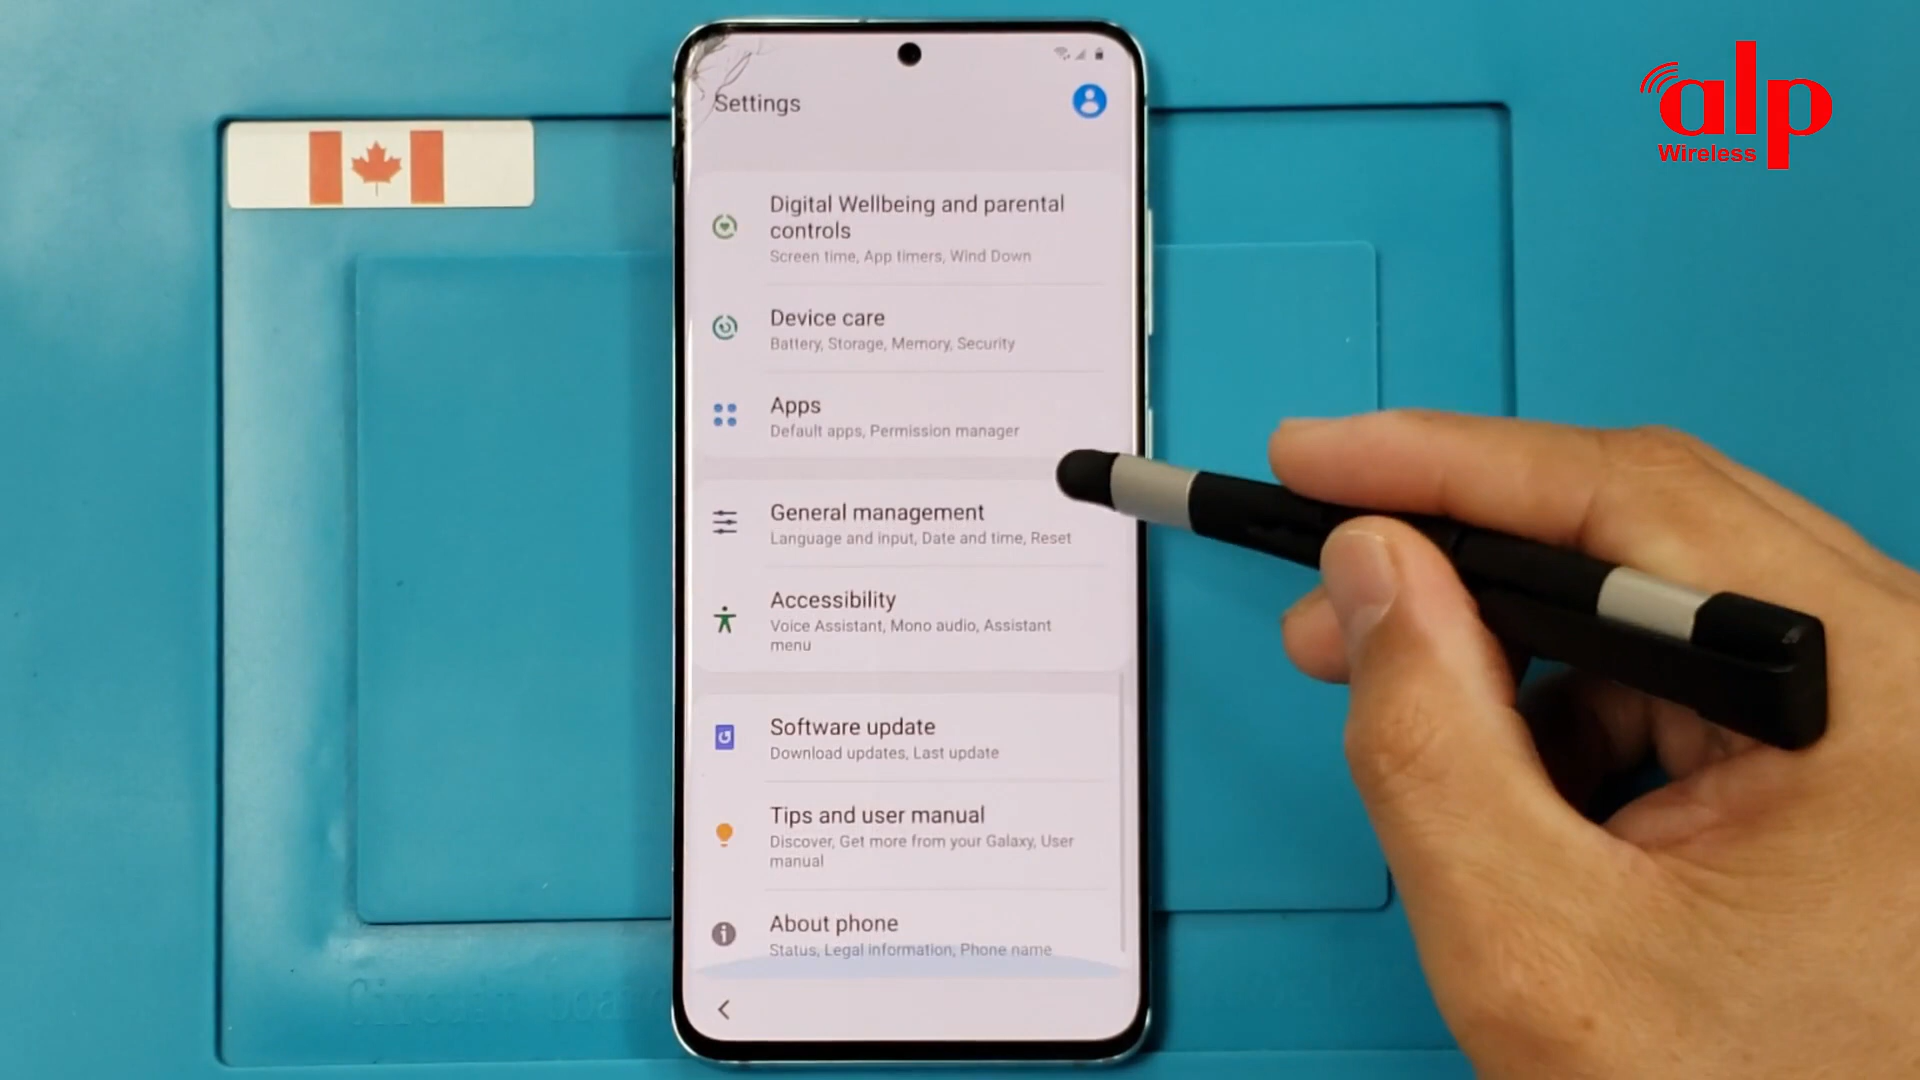 alp
Wireless
Settings
Digital Wellbeing and parental
controls
Screen time, App timers, Wind Down
Device care
Battery, Storage, Memory, Security
Apps
Default apps, Permission manager
General management
Language and input, Date and time, Reset
Accessibility
Voice Assistant, Mono audio, Assistant
menu
Software update
Download updates, Last update
Tips and user manual
Discover, Get more from your Galaxy, User
manual
About phone
Status, Legal information, Phone name